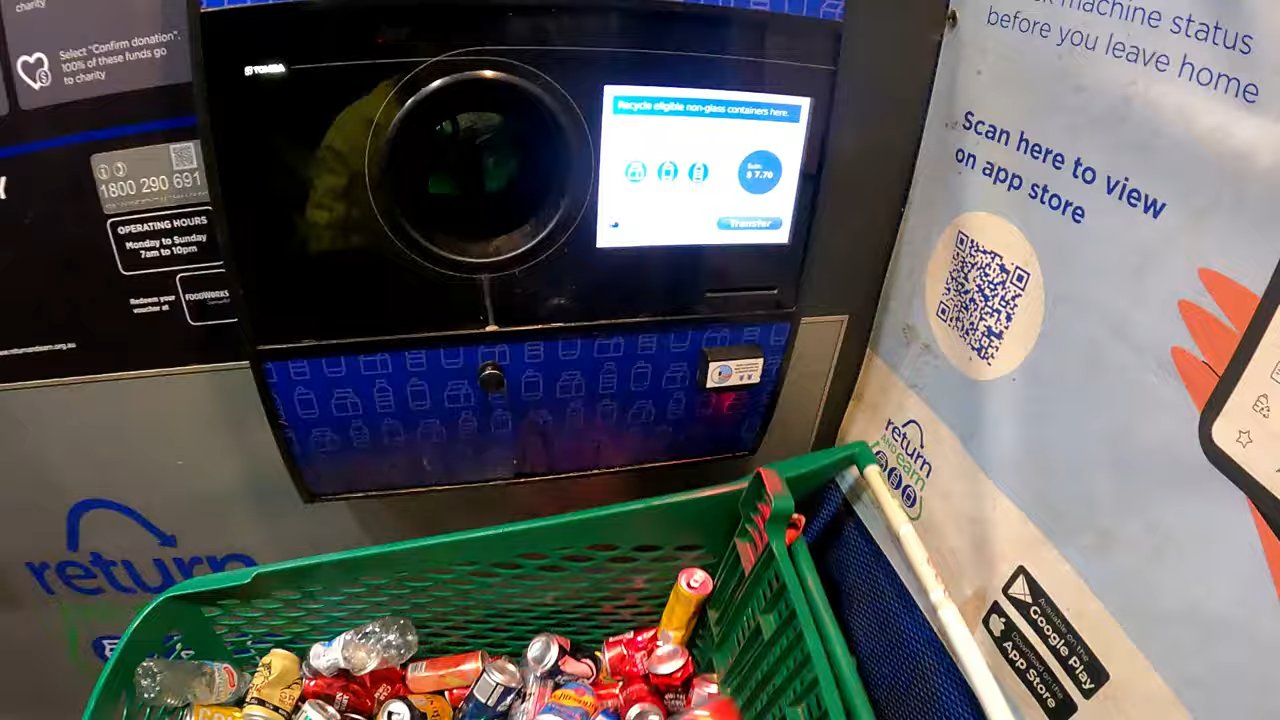 charity
Select "Confirm donation".
100% of these funds go
to charity
1800 290 691
OPERATING HOURS
Monday to Sunday
7am to 10pm
Redeem your
voucher at
FOODWORKS
TOMRA
Recycle eligible non-glass containers here.
$ 7.70
Transfer
machine status
before you leave home
Scan here to view
on app store
return
AND earn
return
Available on the
Google Play
Download on the
App Store